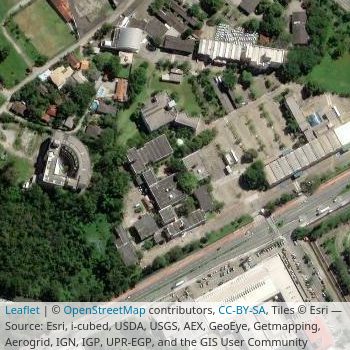 Leaflet | © OpenStreetMap contributors, CC-BY-SA, Tiles © Esri —
Source: Esri, i-cubed, USDA, USGS, AEX, GeoEye, Getmapping,
Aerogrid, IGN, IGP, UPR-EGP, and the GIS User Community